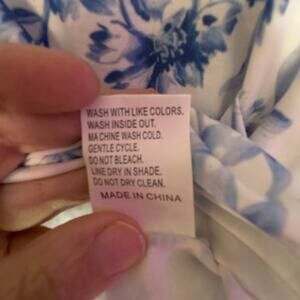 WASH WITH LIKE COLORS.
WASH INSIDE OUT.
MACHINE WASH COLD.
GENTLE CYCLE.
DO NOT BLEACH.
LINE DRY IN SHADE.
DO NOT DRY CLEAN.
MADE IN CHINA